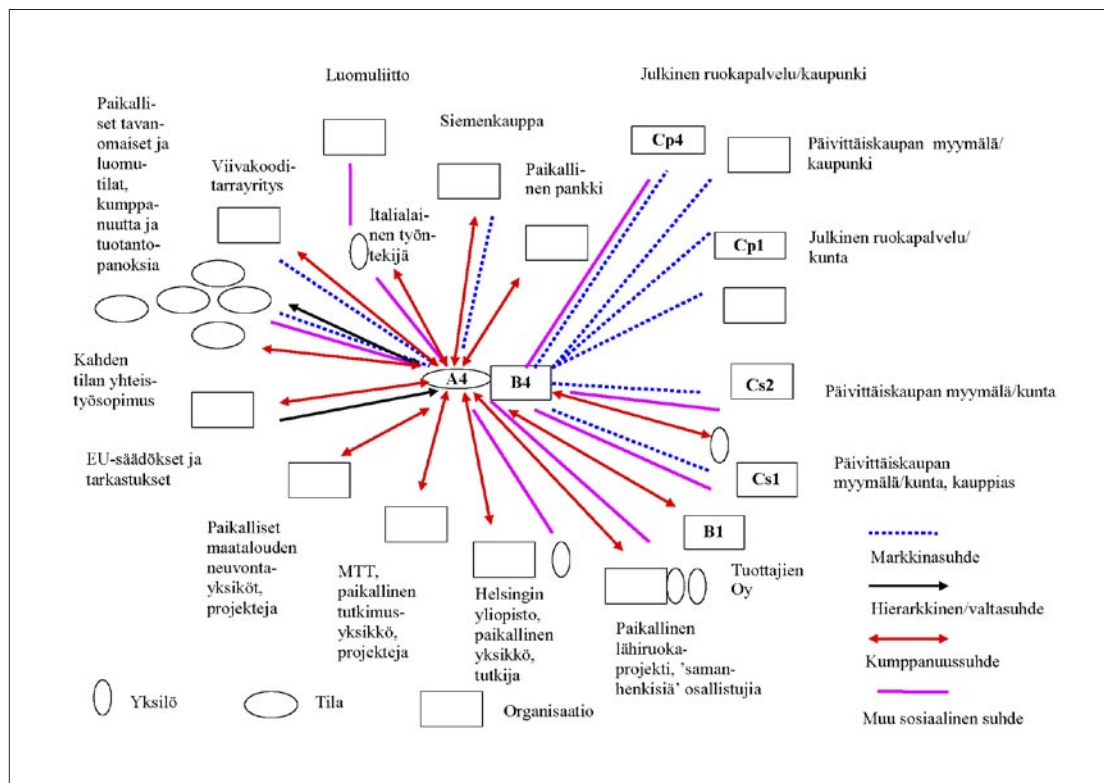 Luomuliitto
Julkinen ruokapalvelu/kaupunki
Paikalli-
set tavan-
omaiset ja
luomu-
tilat,
kumppa-
nuutta ja
tuotanto-
panoksia
Viivakoodi-
tarrayritys
Siemenkauppa
Italialai-
nen työn-
tekijä
Paikalli-
nen pankki
Cp4
Päivittäiskaupan myymälä/
kaupunki
Cp1
Julkinen ruokapalvelu/
kunta
A4
B4
Cs2
Päivittäiskaupan myymälä/kunta
Kahden
tilan yhteis-
työsopimus
EU-säädökset ja
tarkastukset
Cs1
Päivittäiskaupan
myymälä/kunta, kauppias
B1
Tuottajien
Oy
Paikalliset
maatalouden
neuvonta-
yksiköt,
projekteja
MTT,
paikallinen
tutkimus-
yksikkö,
projekteja
Helsingin
yliopisto,
paikallinen
yksikkö,
tutkija
Paikallinen
lähiruoka-
projekti, ’saman-
henkisiä’ osallistujia
Markkinasuhde
Hierarkkinen/valtasuhde
Kumppanuussuhde
Muu sosiaalinen suhde
Yksilö
Tila
Organisaatio